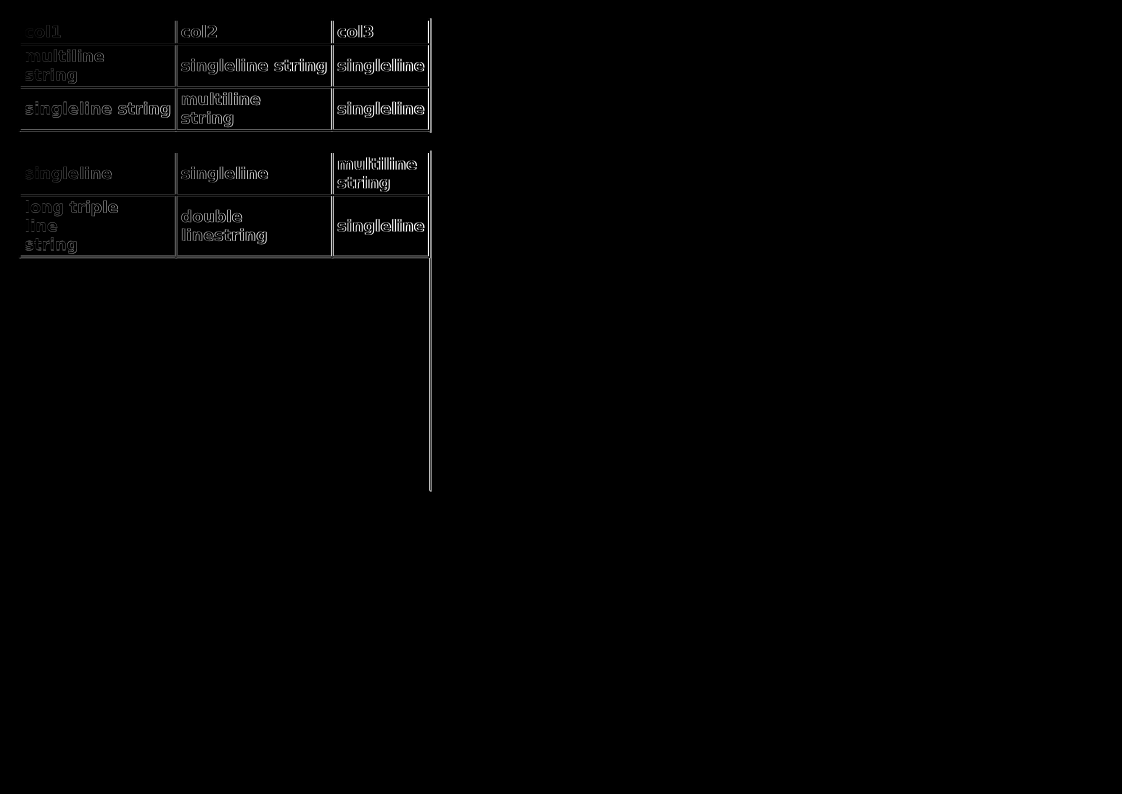 col1 col2 col3
multiline
string
singleline string singleline
singleline string
multiline
string
singleline
singleline singleline
multiline
string
long triple
line
string
double
linestring
singleline